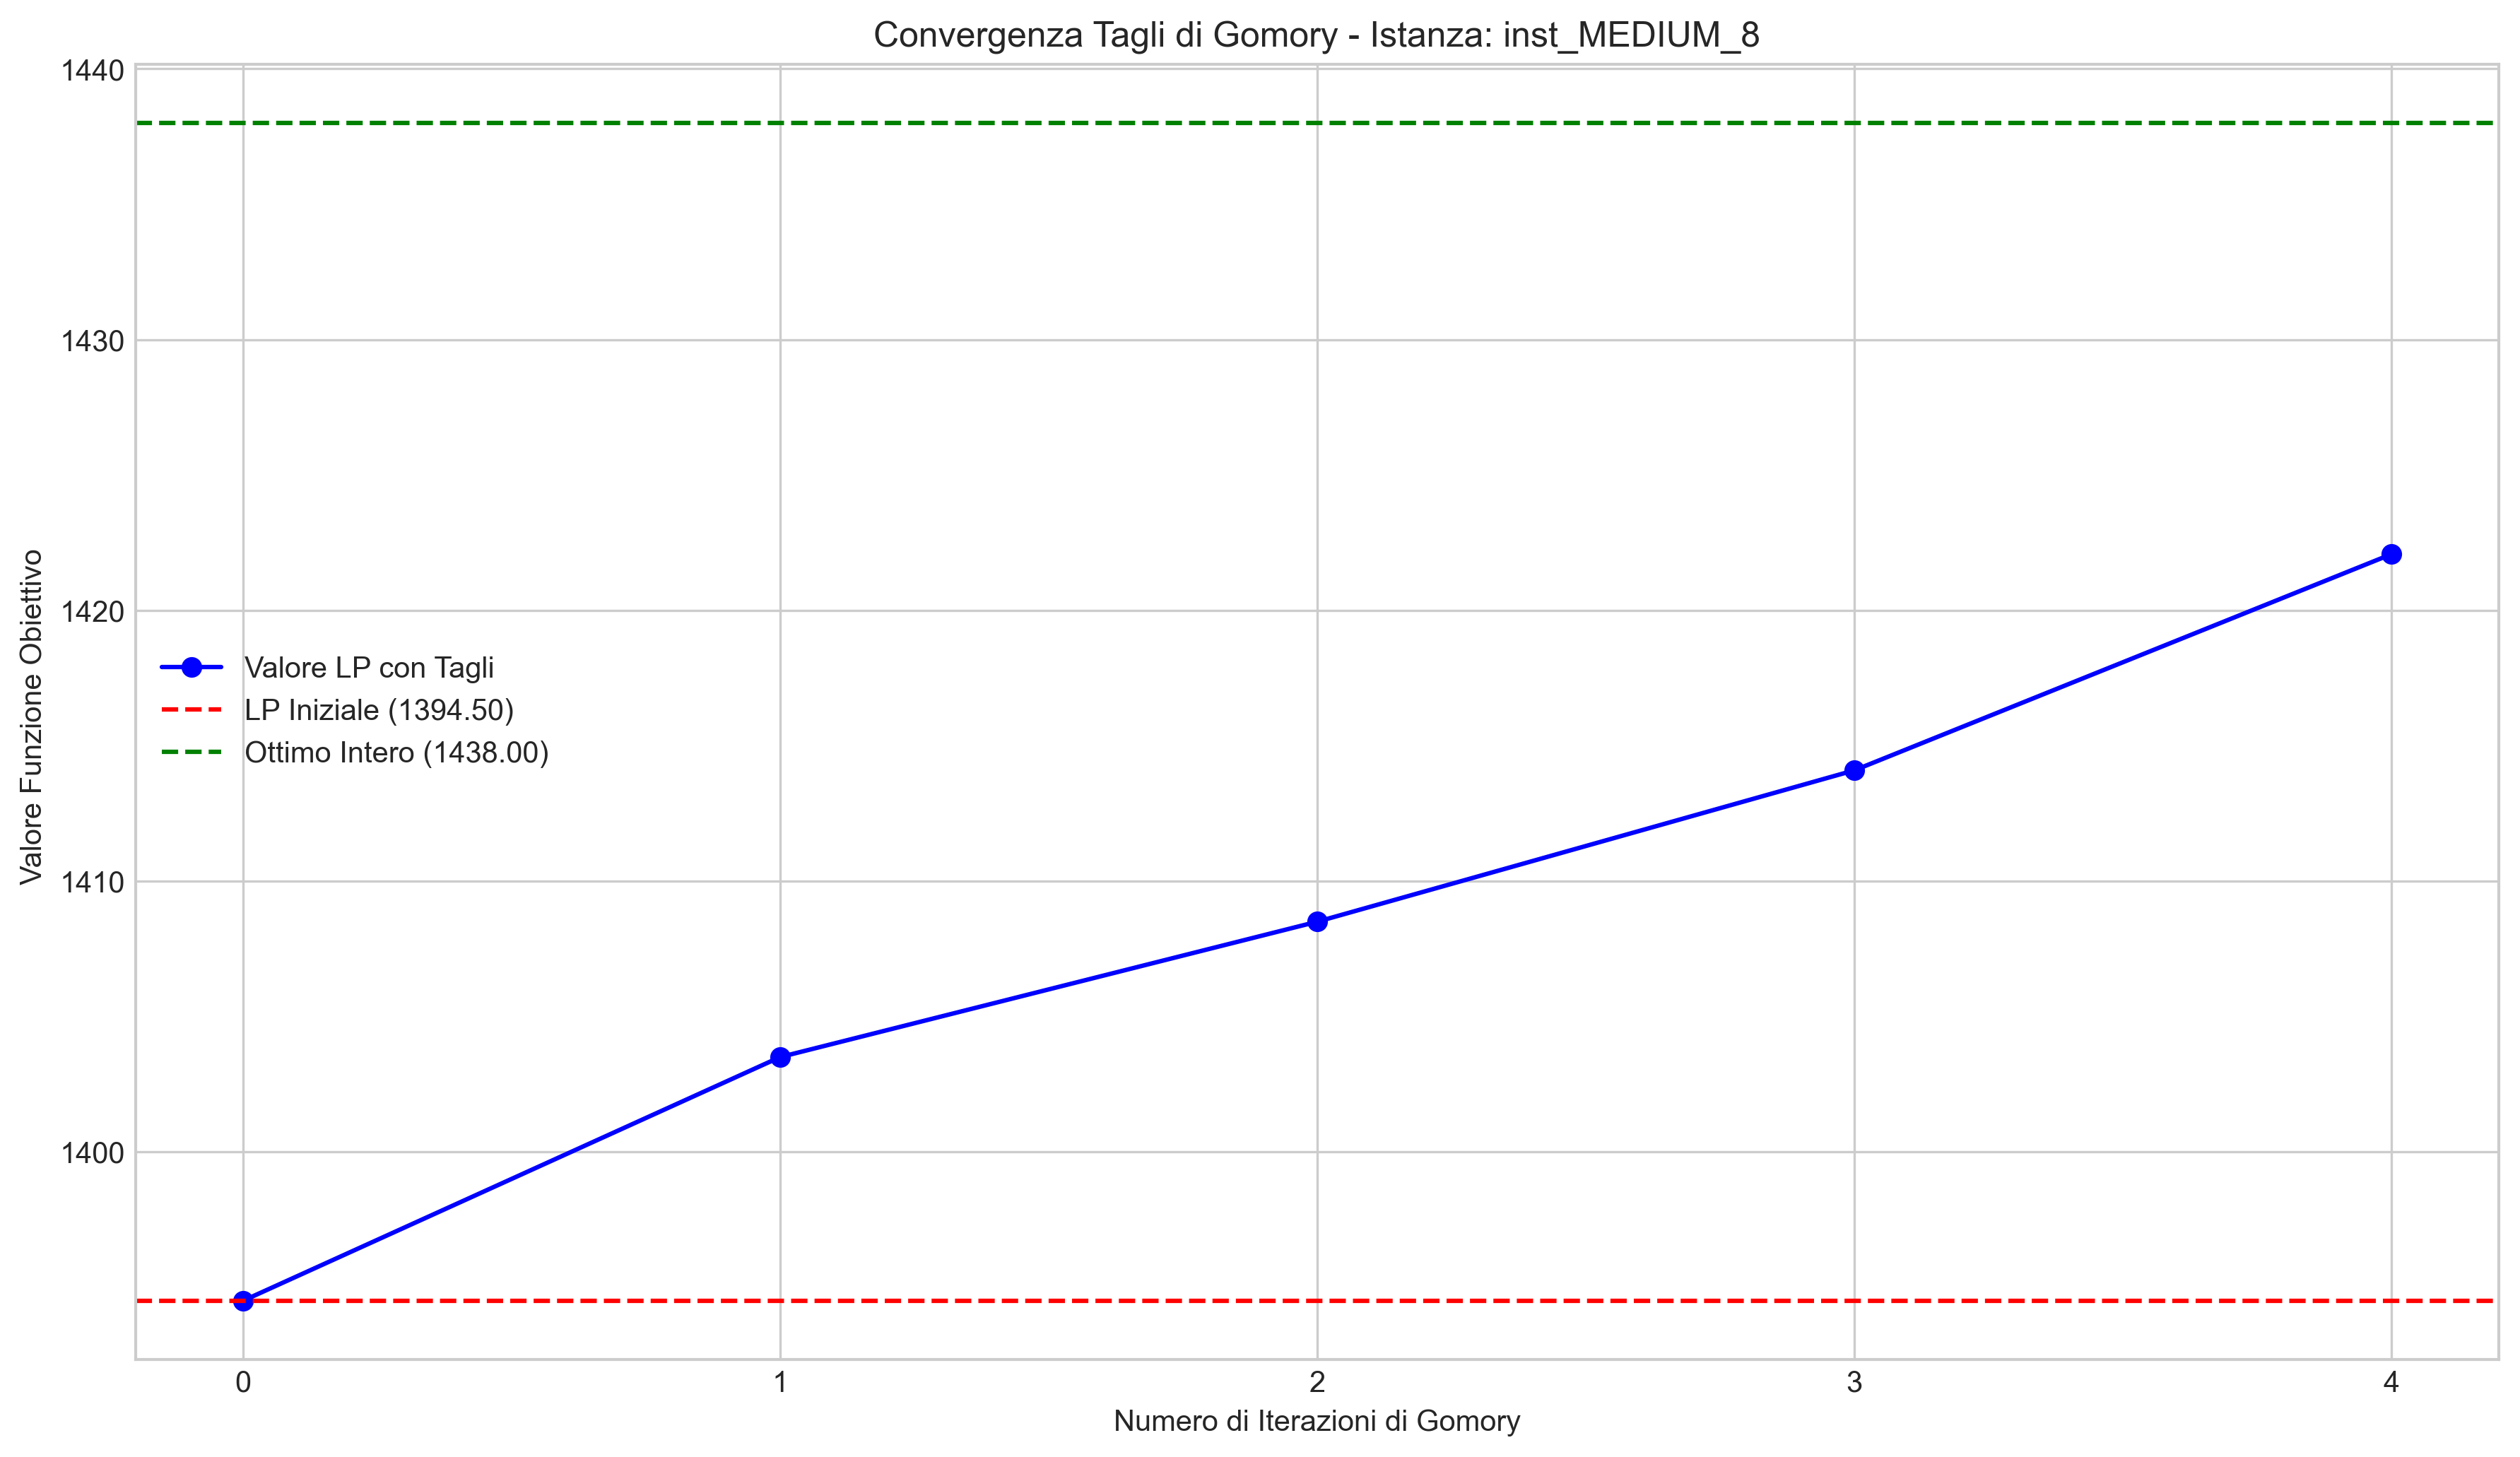 Convergenza Tagli di Gomory - Istanza: inst_MEDIUM_8
1440
1430
1420
1410
1400
Valore Funzione Obiettivo
Valore LP con Tagli
LP Iniziale (1394.50)
Ottimo Intero (1438.00)
0 1 2 3 4
Numero di Iterazioni di Gomory